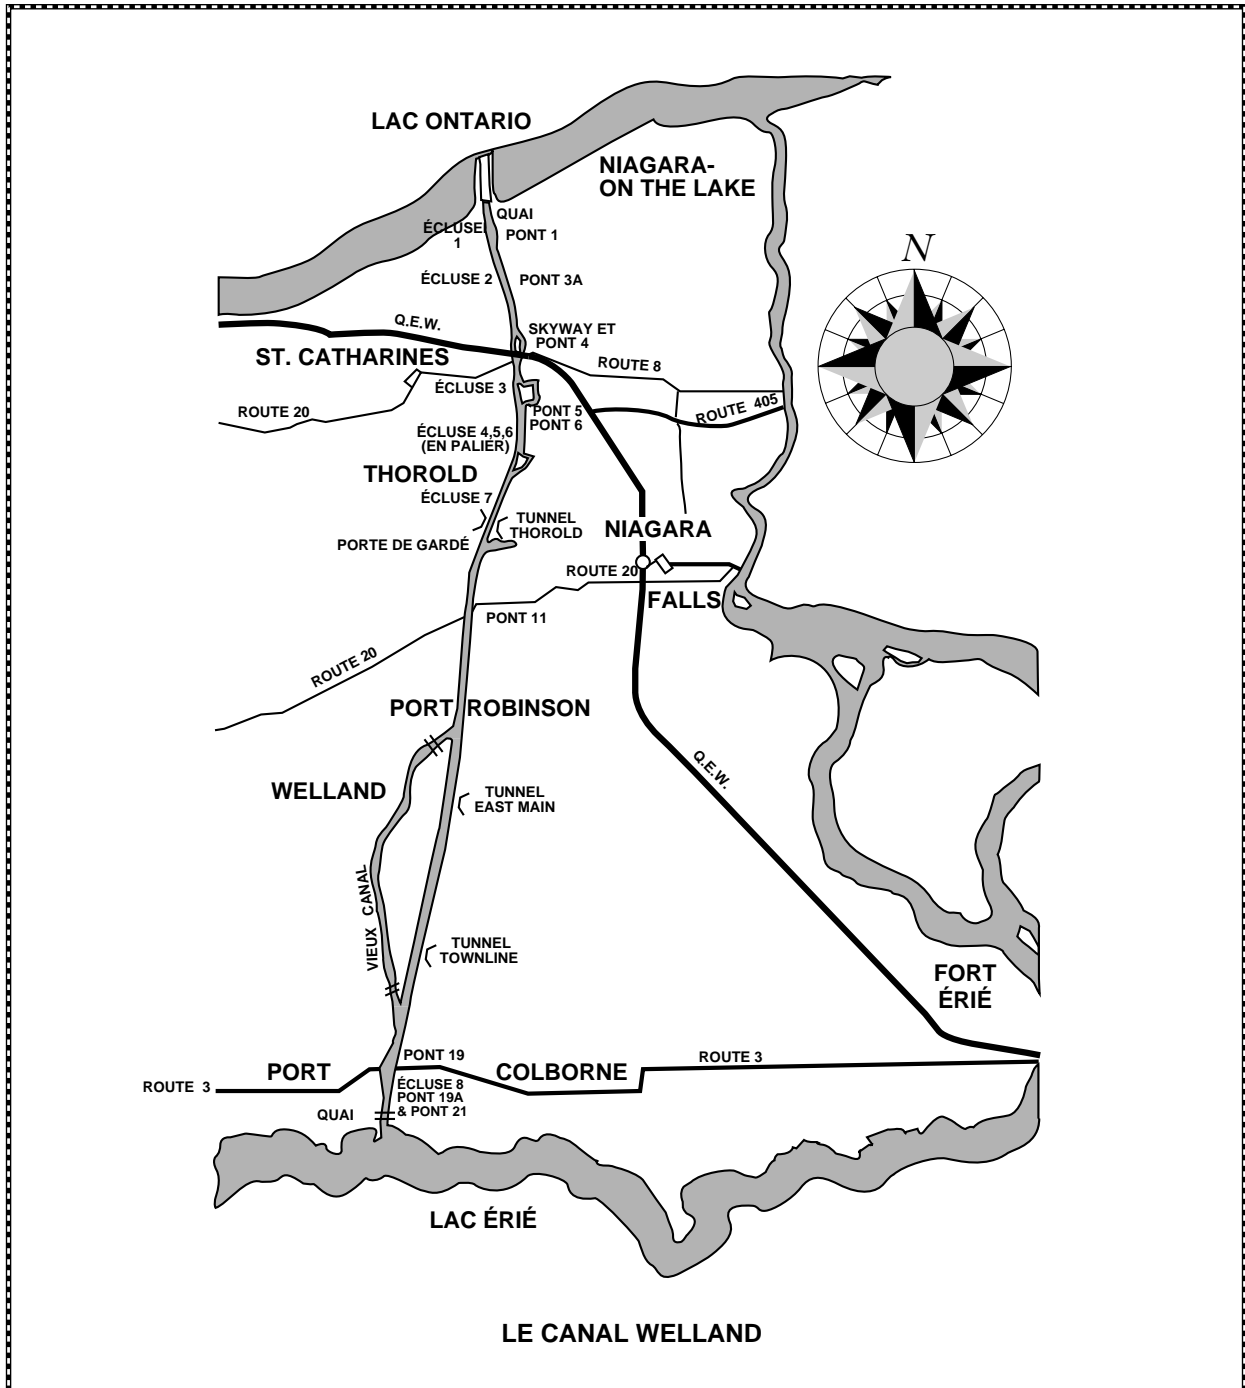 LAC ONTARIO
NIAGARA-
ON THE LAKE
QUAI
ÉCLUSE
1
PONT 1
N
ÉCLUSE 2
PONT 3A
Q.E.W.
SKYWAY ET
PONT 4
ST. CATHARINES
ROUTE 8
ÉCLUSE 3
ROUTE 20
PONT 5
PONT 6
ROUTE 405
ÉCLUSE 4,5,6
(EN PALIER)
THOROLD
ÉCLUSE 7
TUNNEL
THOROLD
NIAGARA
PORTE DE GARDÉ
ROUTE 20
FALLS
PONT 11
ROUTE 20
PORT ROBINSON
Q.E.W.
WELLAND
TUNNEL
EAST MAIN
VIEUX CANAL
TUNNEL
TOWNLINE
FORT
ÉRIÉ
PONT 19
ROUTE 3
PORT
COLBORNE
ROUTE 3
ÉCLUSE 8
PONT 19A
& PONT 21
QUAI
LAC ÉRIÉ
LE CANAL WELLAND